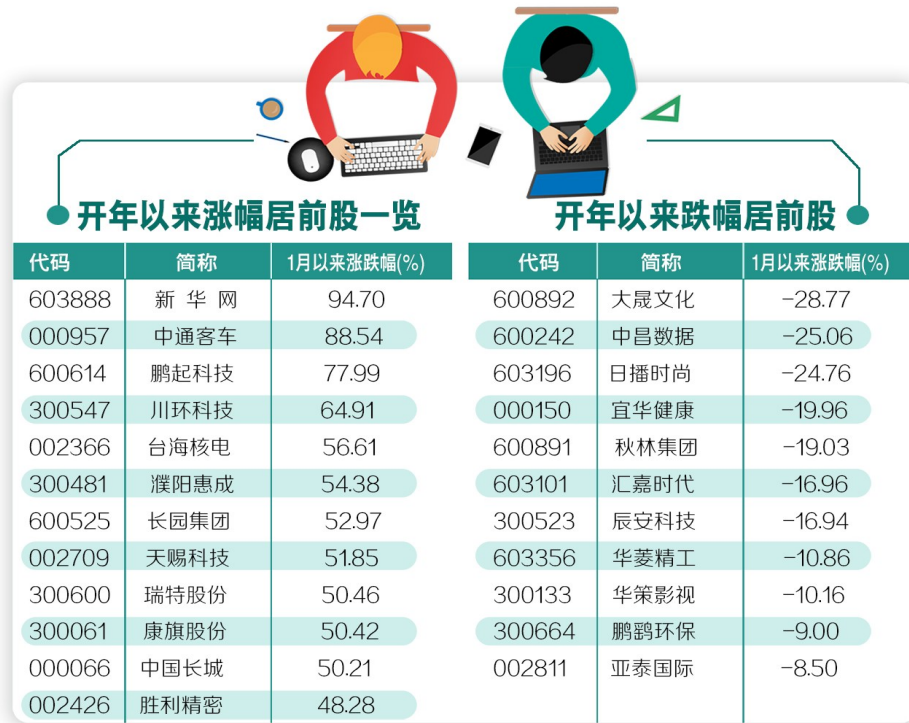 开年以来涨幅居前股一览
代码 简称 1月以来涨跌幅(%)
603888 新华网 94.70
000957 中通客车 88.54
600614 鹏起科技 77.99
300547 川环科技 64.91
002366 台海核电 56.61
300481 濮阳惠成 54.38
600525 长园集团 52.97
002709 天赐科技 51.85
300600 瑞特股份 50.46
300061 康旗股份 50.42
000066 中国长城 50.21
002426 胜利精密 48.28
开年以来跌幅居前股
代码 简称 1月以来涨跌幅(%)
600892 大晟文化 -28.77
600242 中昌数据 -25.06
603196 日播时尚 -24.76
000150 宜华健康 -19.96
600891 秋林集团 -19.03
603101 汇嘉时代 -16.96
300523 辰安科技 -16.94
603356 华菱精工 -10.86
300133 华策影视 -10.16
300664 鹏鹞环保 -9.00
002811 亚泰国际 -8.50